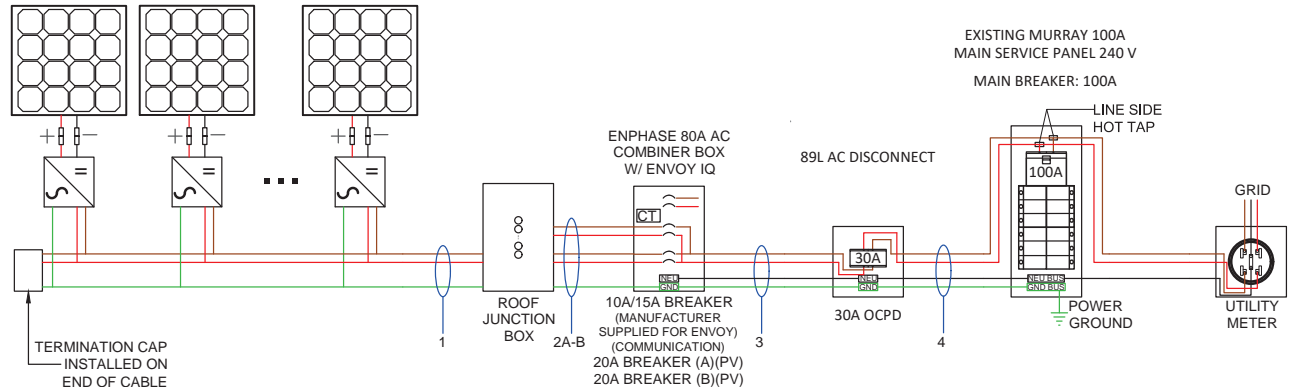 EXISTING MURRAY 100A
MAIN SERVICE PANEL 240 V
MAIN BREAKER: 100A
LINE SIDE
HOT TAP
ENPHASE 80A AC
COMBINER BOX
W/ ENVOY IQ
89L AC DISCONNECT
100A
GRID
+
−
+
−
+
−
CT
30A
NEU
GND
NEU
GND
NEU BUS
GND BUS
ROOF
JUNCTION
BOX
10A/15A BREAKER
(MANUFACTURER
SUPPLIED FOR ENVOY)
(COMMUNICATION)
20A BREAKER (A)(PV)
20A BREAKER (B)(PV)
30A OCPD
POWER
GROUND
UTILITY
METER
1
2A-B
3
4
TERMINATION CAP
INSTALLED ON
END OF CABLE